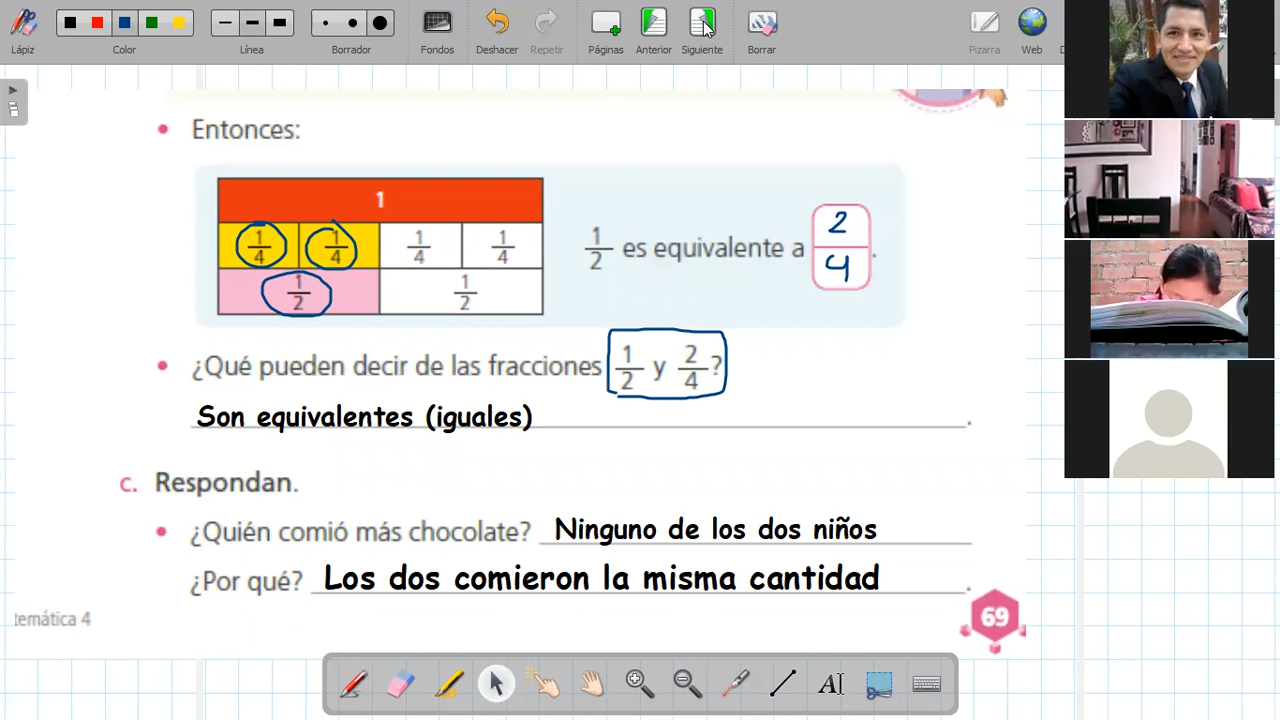 Lápiz
Color
Línea
Borrador
Fondos
Deshacer
Repetir
Páginas
Anterior
Siguiente
Borrar
Pizarra
Web
• Entonces:
1
1/4 1/4 1/4 1/4
1/2 1/2
1/2 es equivalente a 2/4.
• ¿Qué pueden decir de las fracciones 1/2 y 2/4?
Son equivalentes (iguales).
c. Respondan.
• ¿Quién comió más chocolate? Ninguno de los dos niños
¿Por qué? Los dos comieron la misma cantidad.
temática 4
69
AI